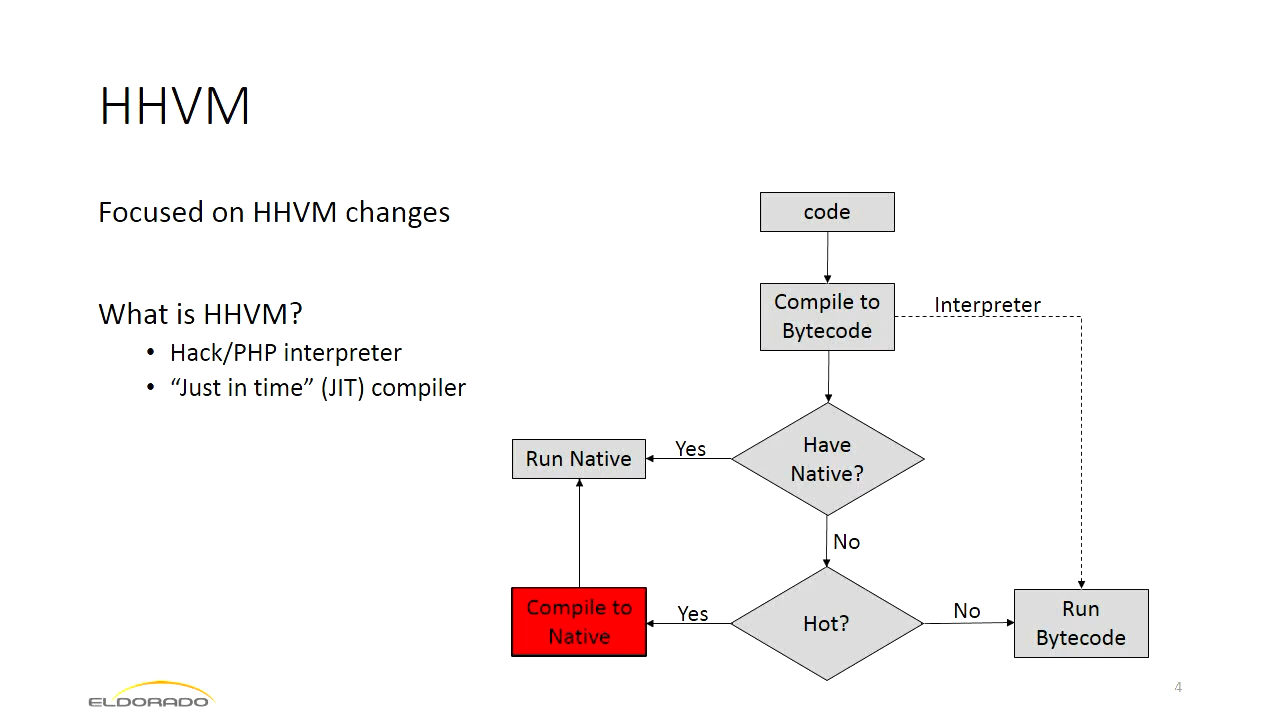 HHVM
Focused on HHVM changes
What is HHVM?
• Hack/PHP interpreter
• “Just in time” (JIT) compiler
code
Compile to
Bytecode
Interpreter
Have
Native?
Yes
Run Native
No
Hot?
Yes
Compile to
Native
No
Run
Bytecode
ELDORADO
4